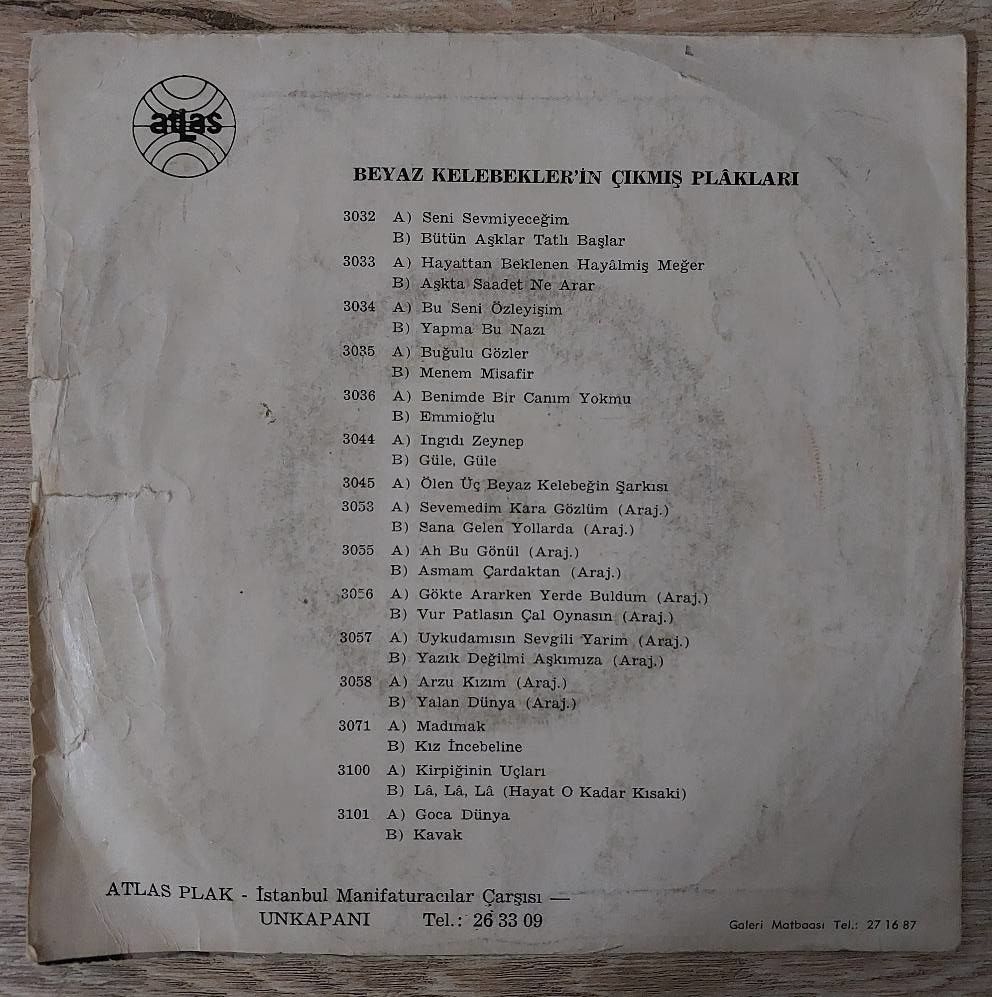 atlas
BEYAZ KELEBEKLER'İN ÇIKMIŞ PLÂKLARI
3032 A) Seni Sevmiyeceğim
B) Bütün Aşklar Tatlı Başlar
3033 A) Hayattan Beklenen Hayâlmiş Meğer
B) Aşkta Saadet Ne Arar
3034 A) Bu Seni Özleyişim
B) Yapma Bu Nazı
3035 A) Buğulu Gözler
B) Menem Misafir
3036 A) Benimde Bir Canım Yokmu
B) Emmioğlu
3044 A) Ingıdı Zeynep
B) Güle, Güle
3045 A) Ölen Üç Beyaz Kelebeğin Şarkısı
3053 A) Sevemedim Kara Gözlüm (Araj.)
B) Sana Gelen Yollarda (Araj.)
3055 A) Ah Bu Gönül (Araj.)
B) Asmam Çardaktan (Araj.)
3056 A) Gökte Ararken Yerde Buldum (Araj.)
B) Vur Patlasın Çal Oynasın (Araj.)
3057 A) Uykudamısın Sevgili Yarim (Araj.)
B) Yazık Değilmi Aşkımıza (Araj.)
3058 A) Arzu Kızım (Araj.)
B) Yalan Dünya (Araj.)
3071 A) Madımak
B) Kız İncebeline
3100 A) Kirpiğinin Uçları
B) Lâ, Lâ, Lâ (Hayat O Kadar Kısaki)
3101 A) Goca Dünya
B) Kavak
ATLAS PLAK - İstanbul Manifaturacılar Çarşısı —
UNKAPANI Tel.: 26 33 09
Galeri Matbaası Tel.: 27 16 87